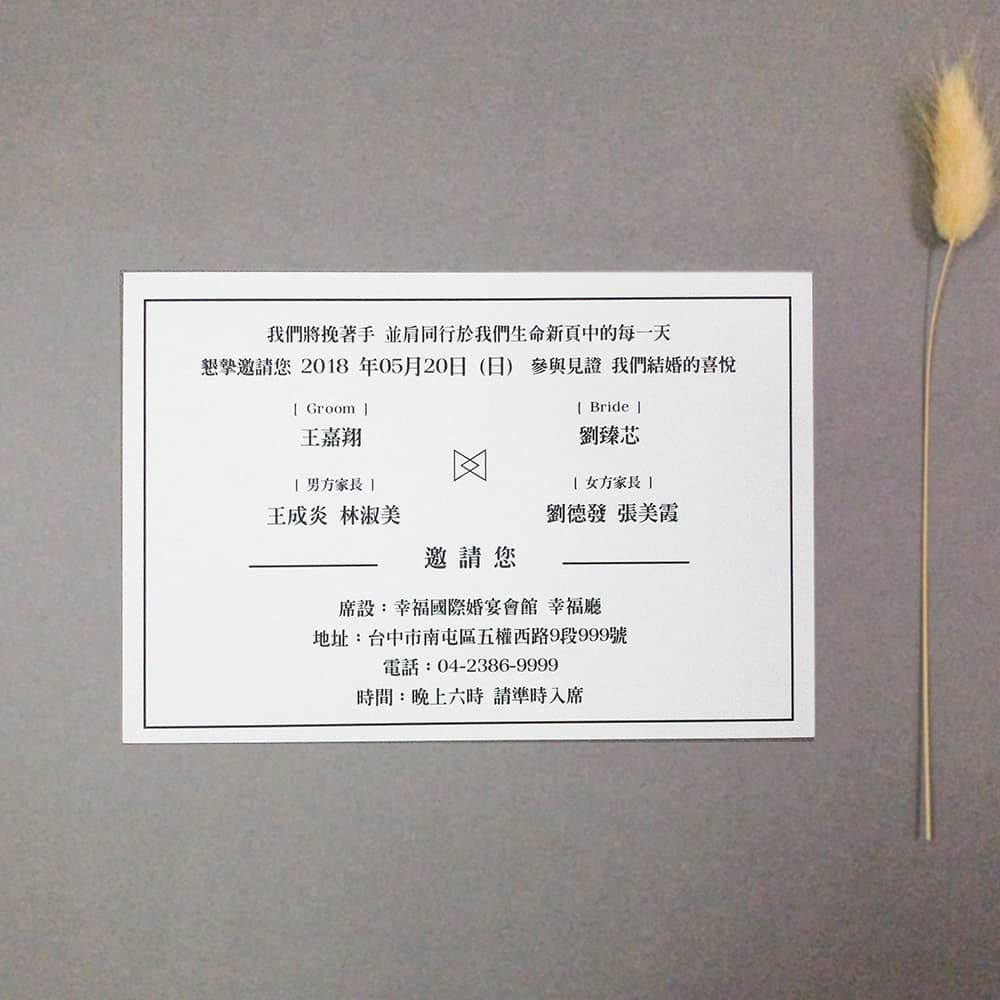 我們將挽著手 並肩同行於我們生命新頁中的每一天
懇摯邀請您 2018 年05月20日 (日) 參與見證 我們結婚的喜悅
[ Groom ] [ Bride ]
王嘉翔 劉臻芯
[ 男方家長 ] [ 女方家長 ]
王成炎 林淑美 劉德發 張美霞
邀請您
席設：幸福國際婚宴會館 幸福廳
地址：台中市南屯區五權西路9段999號
電話：04-2386-9999
時間：晚上六時 請準時入席